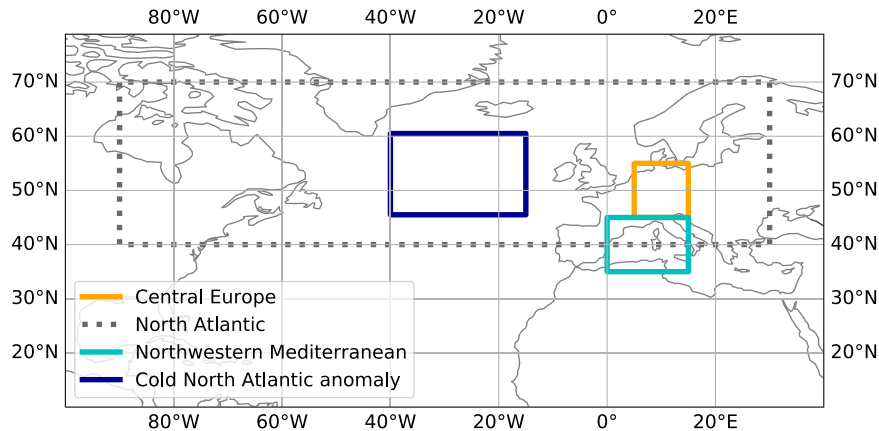 80°W 60°W 40°W 20°W 0° 20°E
70°N 70°N
60°N 60°N
50°N 50°N
40°N 40°N
30°N 30°N
20°N 20°N
Central Europe
North Atlantic
Northwestern Mediterranean
Cold North Atlantic anomaly
80°W 60°W 40°W 20°W 0° 20°E